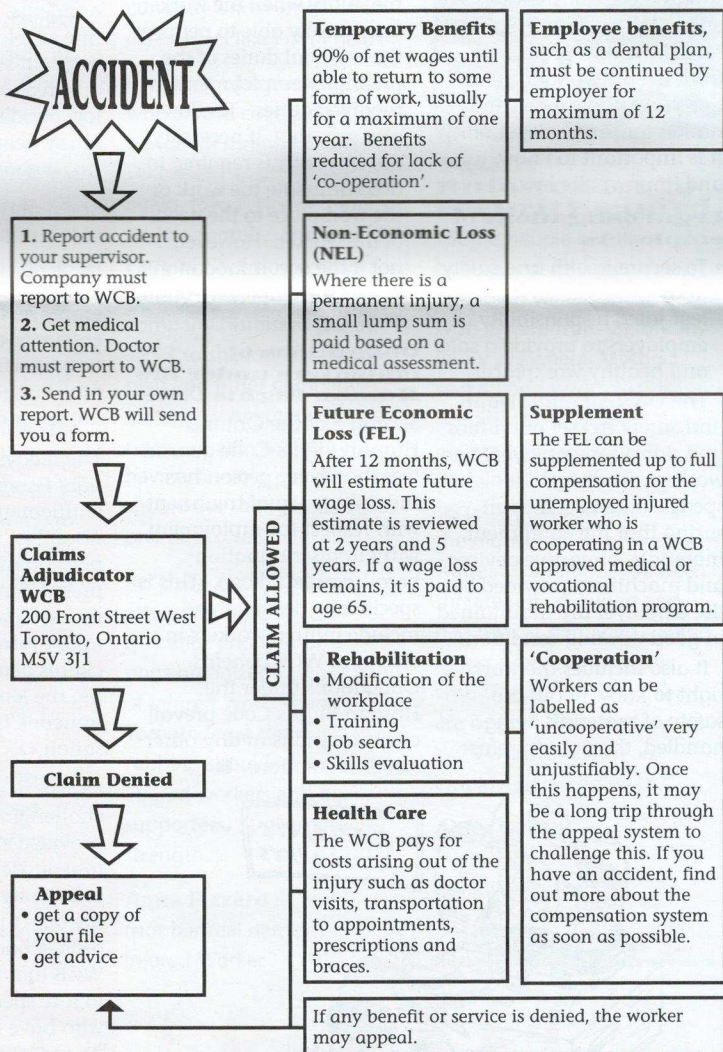 ACCIDENT
1. Report accident to
your supervisor.
Company must
report to WCB.
2. Get medical
attention. Doctor
must report to WCB.
3. Send in your own
report. WCB will send
you a form.
Claims
Adjudicator
WCB
200 Front Street West
Toronto, Ontario
M5V 3J1
Claim Denied
Appeal
• get a copy of
your file
• get advice
CLAIM ALLOWED
Temporary Benefits
90% of net wages until
able to return to some
form of work, usually
for a maximum of one
year. Benefits
reduced for lack of
'co-operation'.
Employee benefits,
such as a dental plan,
must be continued by
employer for
maximum of 12
months.
Non-Economic Loss
(NEL)
Where there is a
permanent injury, a
small lump sum is
paid based on a
medical assessment.
Future Economic
Loss (FEL)
After 12 months, WCB
will estimate future
wage loss. This
estimate is reviewed
at 2 years and 5
years. If a wage loss
remains, it is paid to
age 65.
Supplement
The FEL can be
supplemented up to full
compensation for the
unemployed injured
worker who is
cooperating in a WCB
approved medical or
vocational
rehabilitation program.
Rehabilitation
• Modification of the
workplace
• Training
• Job search
• Skills evaluation
'Cooperation'
Workers can be
labelled as
'uncooperative' very
easily and
unjustifiably. Once
this happens, it may
be a long trip through
the appeal system to
challenge this. If you
have an accident, find
out more about the
compensation system
as soon as possible.
Health Care
The WCB pays for
costs arising out of the
injury such as doctor
visits, transportation
to appointments,
prescriptions and
braces.
If any benefit or service is denied, the worker
may appeal.